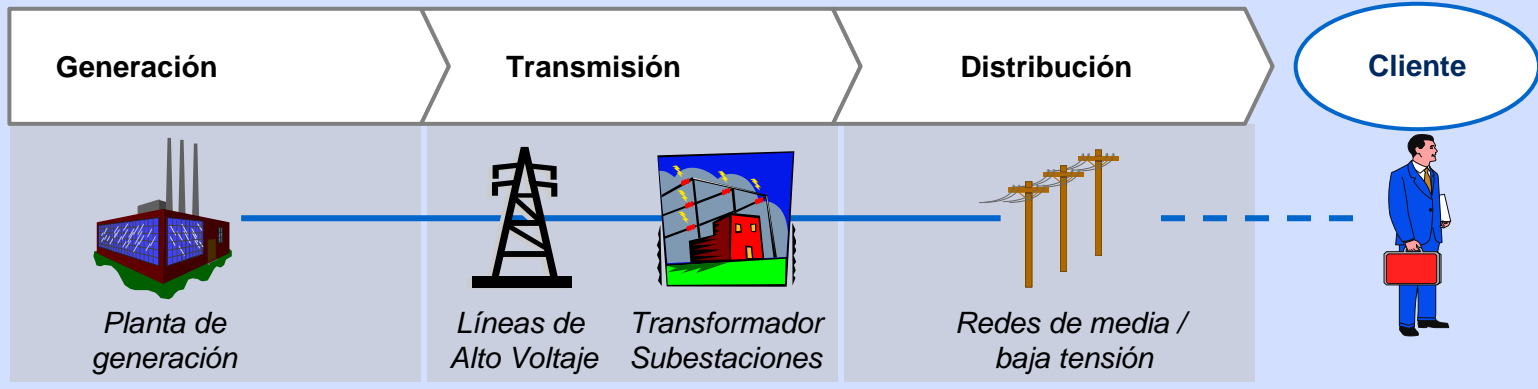 Generación
Transmisión
Distribución
Cliente
Planta de
generación
Líneas de
Alto Voltaje
Transformador
Subestaciones
Redes de media /
baja tensión